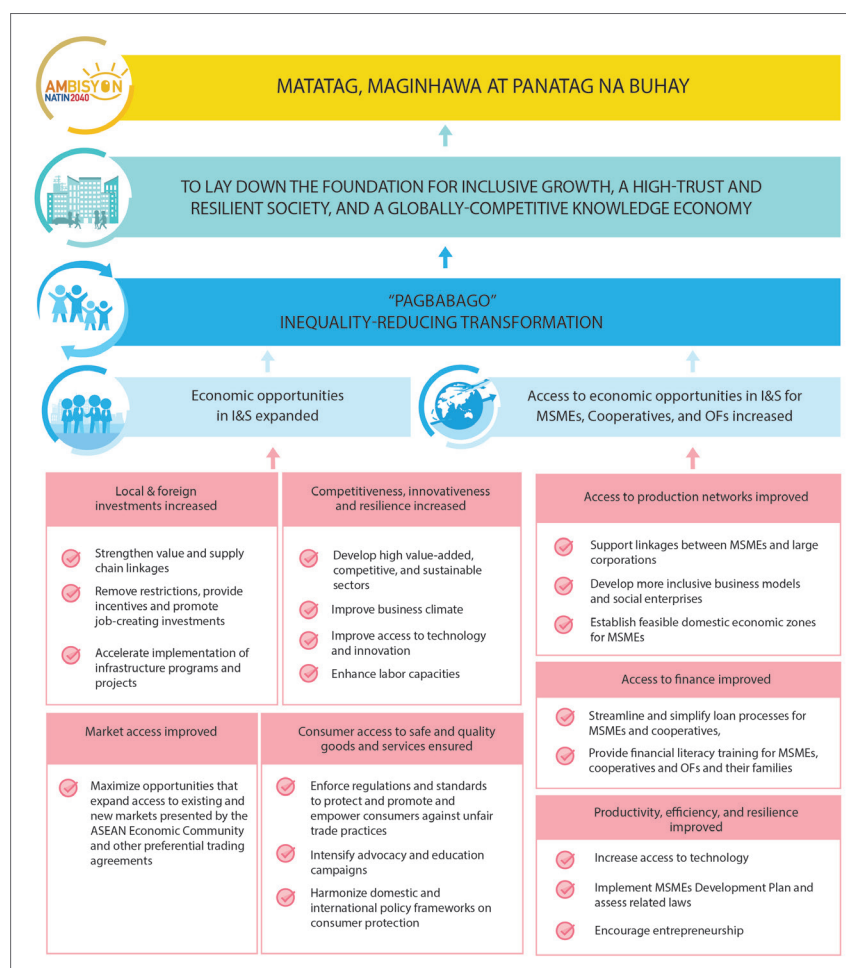 AMBISYON
NATIN2040
MATATAG, MAGINHAWA AT PANATAG NA BUHAY
TO LAY DOWN THE FOUNDATION FOR INCLUSIVE GROWTH, A HIGH-TRUST AND
RESILIENT SOCIETY, AND A GLOBALLY-COMPETITIVE KNOWLEDGE ECONOMY
"PAGBABAGO"
INEQUALITY-REDUCING TRANSFORMATION
Economic opportunities
in I&S expanded
Access to economic opportunities in I&S for
MSMEs, Cooperatives, and OFs increased
Local & foreign
investments increased
Strengthen value and supply
chain linkages
Remove restrictions, provide
incentives and promote
job-creating investments
Accelerate implementation of
infrastructure programs and
projects
Competitiveness, innovativeness
and resilience increased
Develop high value-added,
competitive, and sustainable
sectors
Improve business climate
Improve access to technology
and innovation
Enhance labor capacities
Market access improved
Maximize opportunities that
expand access to existing and
new markets presented by the
ASEAN Economic Community
and other preferential trading
agreements
Consumer access to safe and quality
goods and services ensured
Enforce regulations and standards
to protect and promote and
empower consumers against unfair
trade practices
Intensify advocacy and education
campaigns
Harmonize domestic and
international policy frameworks on
consumer protection
Access to production networks improved
Support linkages between MSMEs and large
corporations
Develop more inclusive business models
and social enterprises
Establish feasible domestic economic zones
for MSMEs
Access to finance improved
Streamline and simplify loan processes for
MSMEs and cooperatives,
Provide financial literacy training for MSMEs,
cooperatives and OFs and their families
Productivity, efficiency, and resilience
improved
Increase access to technology
Implement MSMEs Development Plan and
assess related laws
Encourage entrepreneurship